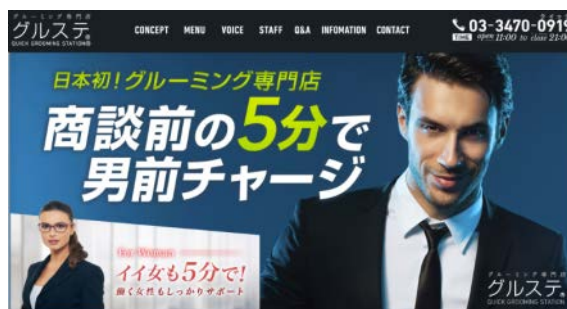 グルーミング専門店
グルステ®
QUICK GROOMING STATION®
CONCEPT MENU VOICE STAFF Q&A INFOMATION CONTACT
03-3470-0919
TIME open 11:00 to close 21:00
日本初!グルーミング専門店
商談前の5分で
男前チャージ
For Woman
イイ女も5分で!
働く女性もしっかりサポート
グルーミング専門店
グルステ®
QUICK GROOMING STATION